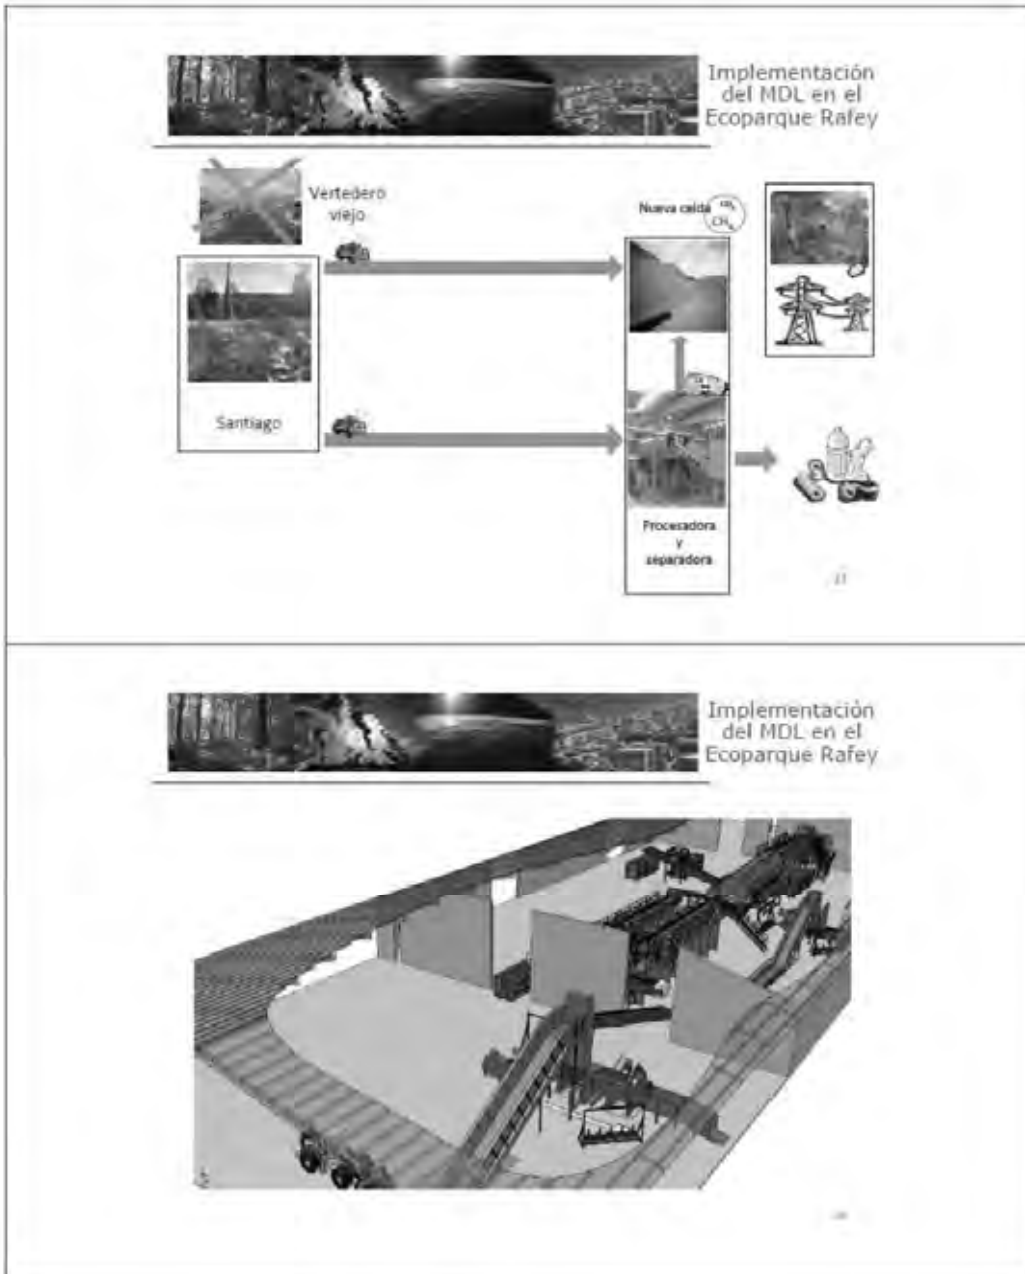 Implementación
del MDL en el
Ecoparque Rafey
Vertedero
viejo
Nueva celda
CH₄
Santiago
Procesadora
y
separadora
Implementación
del MDL en el
Ecoparque Rafey